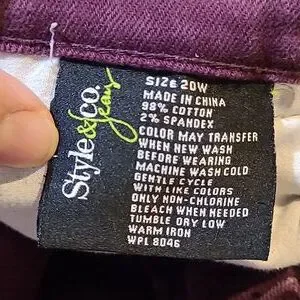 Style&co.
Jeans
SIZE 20W
MADE IN CHINA
98% COTTON
2% SPANDEX
COLOR MAY TRANSFER
WHEN NEW WASH
BEFORE WEARING
MACHINE WASH COLD
GENTLE CYCLE
WITH LIKE COLORS
ONLY NON-CHLORINE
BLEACH WHEN NEEDED
TUMBLE DRY LOW
WARM IRON
WPL 8046